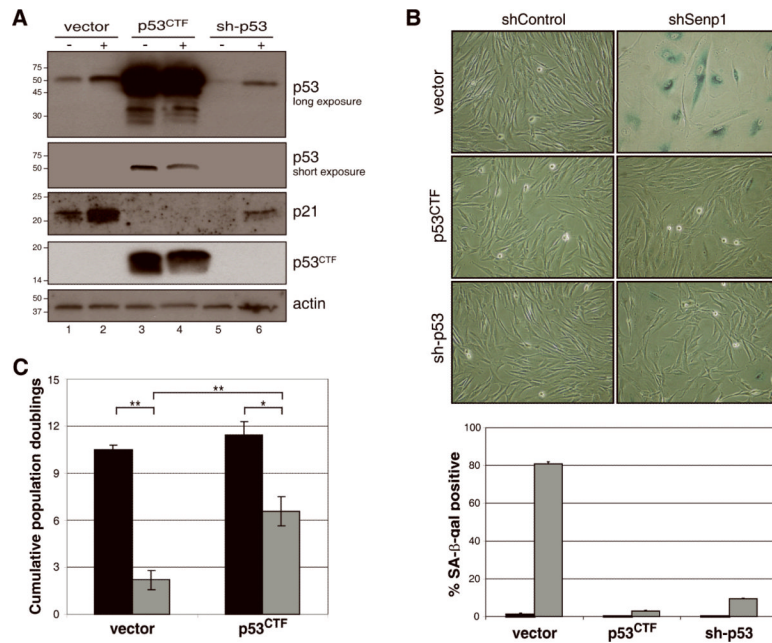 A
vector p53CTF sh-p53
- + - + - +
75
50
45
30
p53
long exposure
75
50
p53
short exposure
25
20
p21
20
14
p53CTF
50
37
actin
1 2 3 4 5 6
B
shControl shSenp1
vector
p53CTF
sh-p53
% SA-ß-gal positive
100
80
60
40
20
0
vector p53CTF sh-p53
C
Cumulative population doublings
15
12
9
6
3
0
**
**
*
vector p53CTF